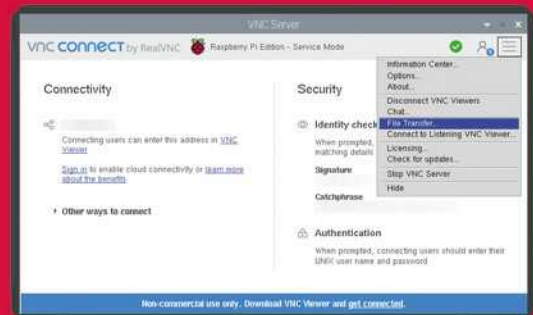 VNC Server
VNC CONNECT by RealVNC Raspberry Pi Edition - Service Mode
Connectivity
Connecting users can enter this address in VNC
Viewer
Sign in to enable cloud connectivity or learn more
about the benefits
Other ways to connect
Security
Identity check
When prompted,
matching details
Signature
Catchphrase
Authentication
When prompted, connecting users should enter their
UNIX user name and password
Information Center...
Options...
About...
Disconnect VNC Viewers
Chat...
File Transfer...
Connect to Listening VNC Viewer...
Licensing...
Check for updates...
Stop VNC Server
Hide
Non-commercial use only. Download VNC Viewer and get connected.